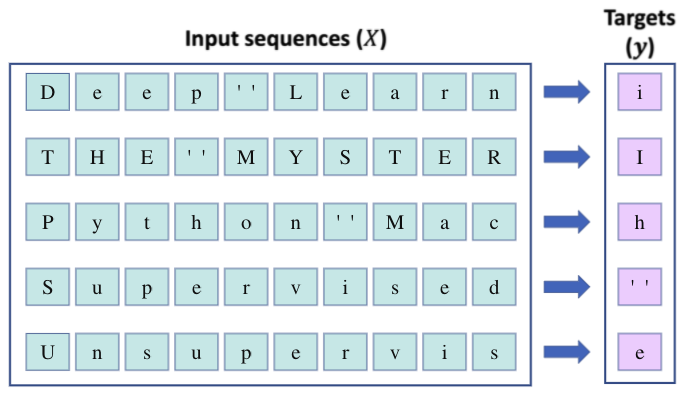 Input sequences (X)
Targets
(y)
D e e p ' ' L e a r n i
T H E ' ' M Y S T E R I
P y t h o n ' ' M a c h
S u p e r v i s e d ' '
U n s u p e r v i s e